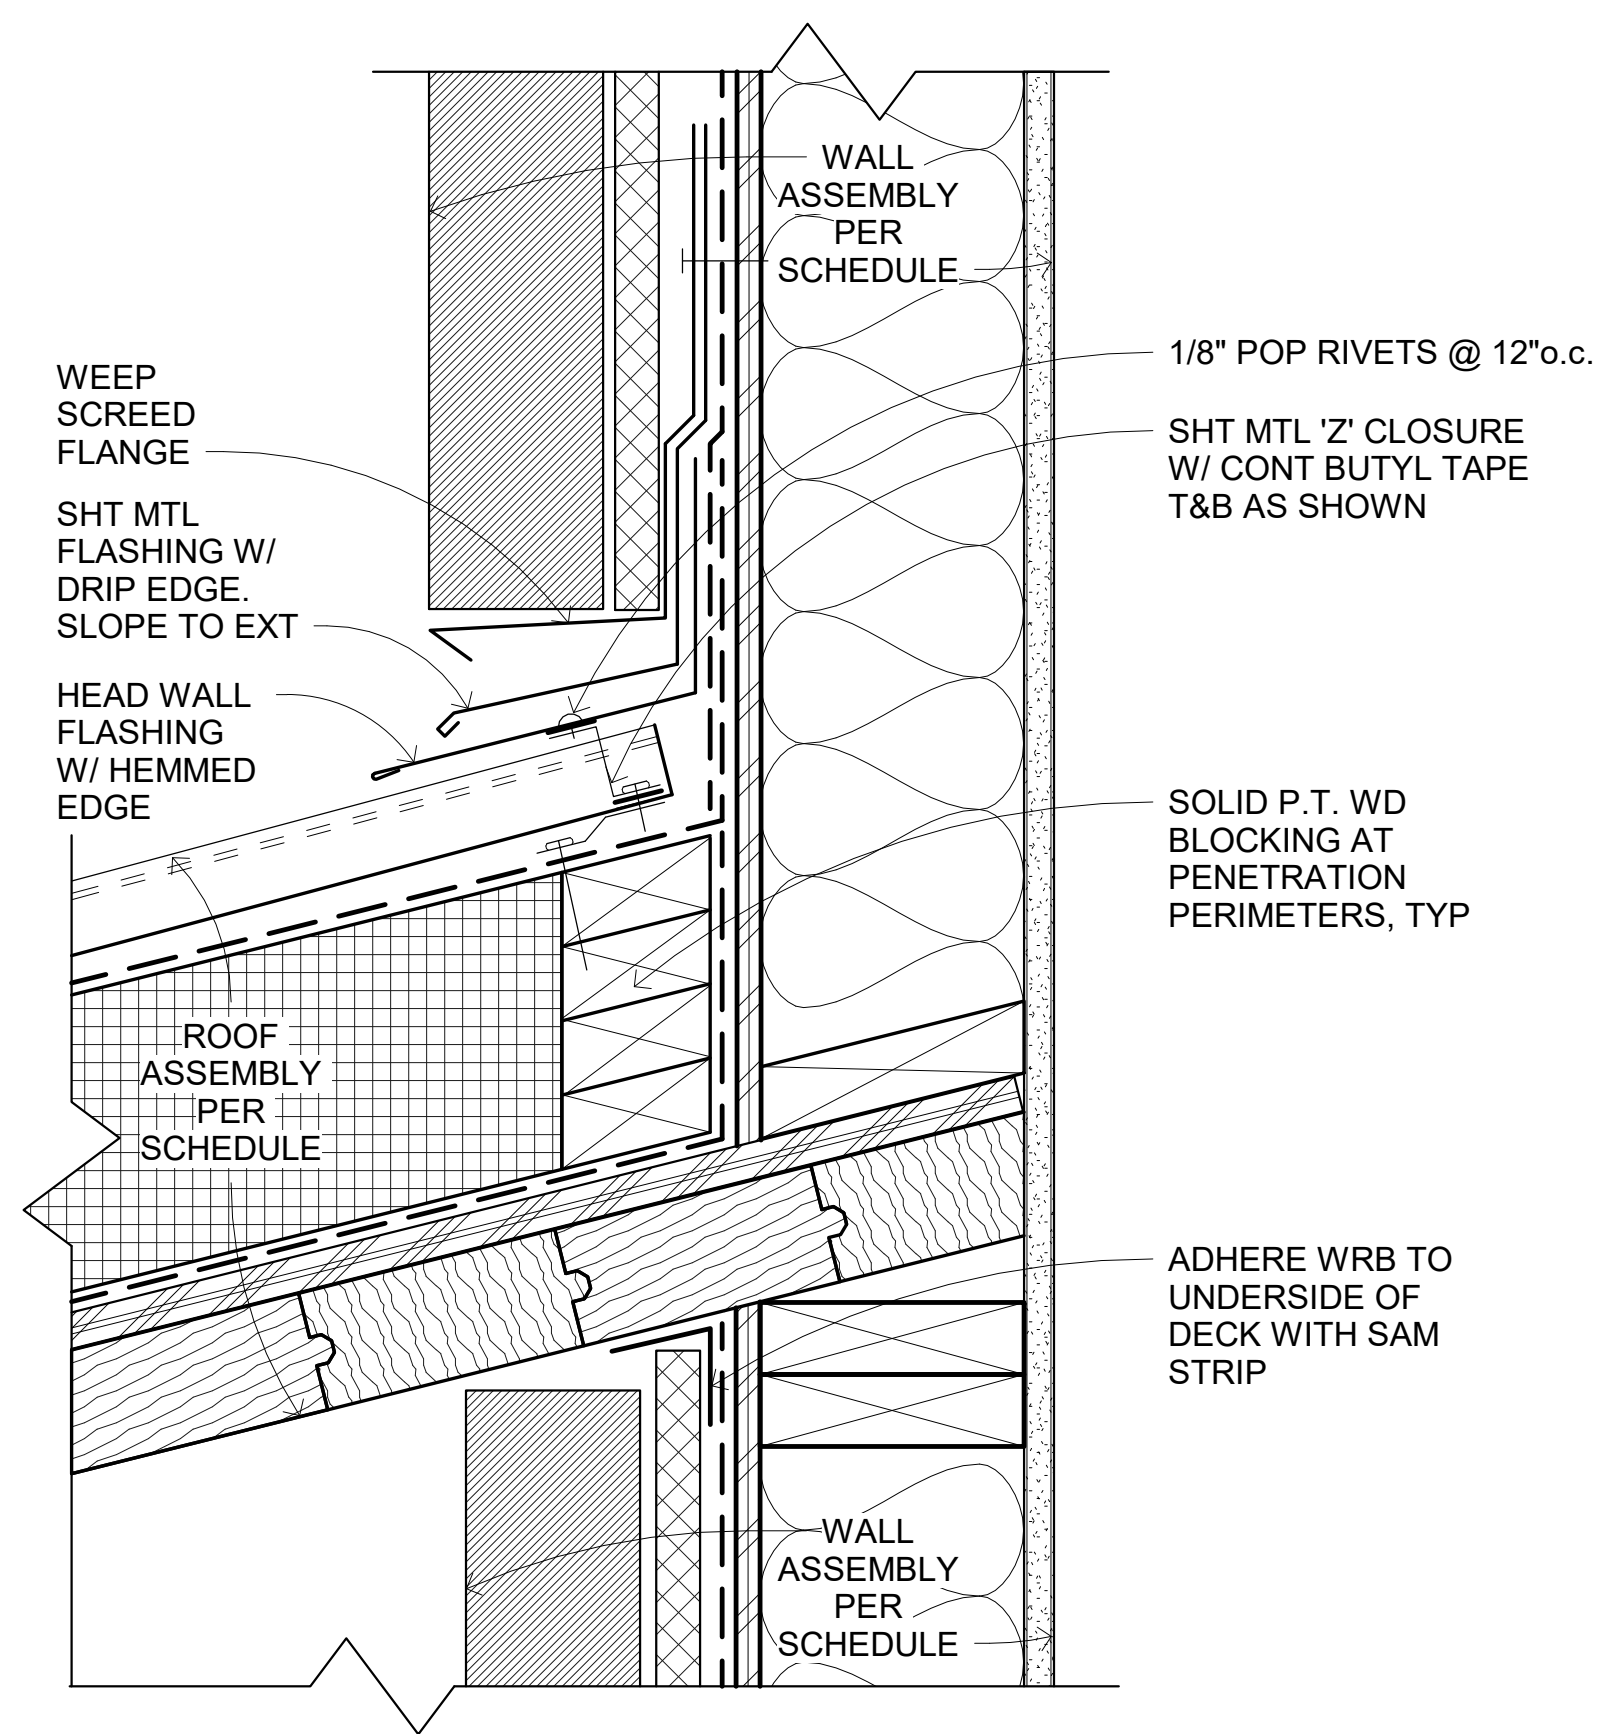 WALL
ASSEMBLY
PER
SCHEDULE
WEEP
SCREED
FLANGE
SHT MTL
FLASHING W/
DRIP EDGE.
SLOPE TO EXT
HEAD WALL
FLASHING
W/ HEMMED
EDGE
1/8" POP RIVETS @ 12"o.c.
SHT MTL 'Z' CLOSURE
W/ CONT BUTYL TAPE
T&B AS SHOWN
SOLID P.T. WD
BLOCKING AT
PENETRATION
PERIMETERS, TYP
ROOF
ASSEMBLY
PER
SCHEDULE
ADHERE WRB TO
UNDERSIDE OF
DECK WITH SAM
STRIP
WALL
ASSEMBLY
PER
SCHEDULE